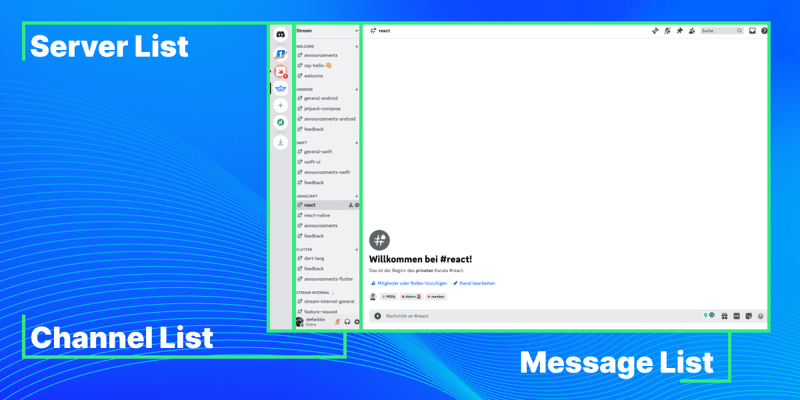 Server List
Stream
WELCOME
announcements
say-hello-👋
welcome
ANDROID
general-android
jetpack-compose
announcements-android
feedback
SWIFT
general-swift
swift-ui
announcements-swift
feedback
JAVASCRIPT
react
react-native
announcements
feedback
FLUTTER
dart-lang
feedback
announcements-flutter
STREAM INTERNAL
stream-internal-general
feature-request
stefanblos
Online
react
Suche
Willkommen bei #react!
Das ist der Beginn des privaten Kanals #react.
Mitglieder oder Rollen hinzufügen
Kanal bearbeiten
Admin
member
Nachricht an #react
Channel List
Message List